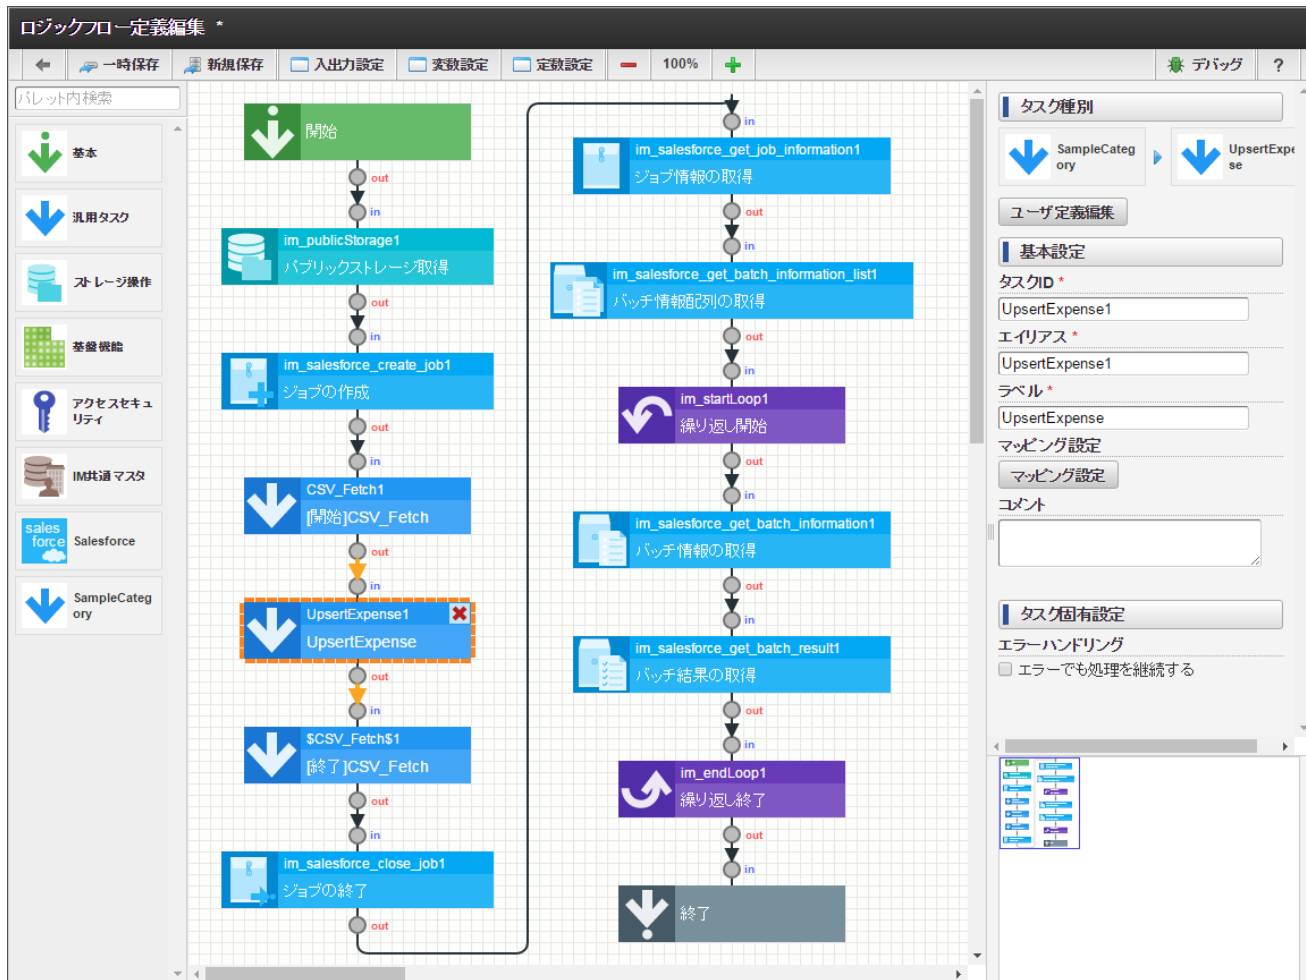 ロジックフロー定義編集 *
一時保存
新規保存
入出力設定
変数設定
定数設定
100%
デバッグ
?
パレット内検索
基本
汎用タスク
ストレージ操作
基盤機能
アクセスセキュ
リティ
IM共通マスタ
sales
force
Salesforce
SampleCateg
ory
開始
out
in
im_publicStorage1
パブリックストレージ取得
out
in
im_salesforce_create_job1
ジョブの作成
out
in
CSV_Fetch1
[開始]CSV_Fetch
out
in
UpsertExpense1
UpsertExpense
out
in
$CSV_Fetch$1
[終了]CSV_Fetch
out
in
im_salesforce_close_job1
ジョブの終了
out
in
im_salesforce_get_job_information1
ジョブ情報の取得
out
in
im_salesforce_get_batch_information_list1
バッチ情報配列の取得
out
in
im_startLoop1
繰り返し開始
out
in
im_salesforce_get_batch_information1
バッチ情報の取得
out
in
im_salesforce_get_batch_result1
バッチ結果の取得
out
in
im_endLoop1
繰り返し終了
out
in
終了
タスク種別
SampleCateg
ory
UpsertExpe
se
ユーザ定義編集
基本設定
タスクID *
UpsertExpense1
エイリアス *
UpsertExpense1
ラベル *
UpsertExpense
マッピング設定
マッピング設定
コメント
タスク固有設定
エラーハンドリング
エラーでも処理を継続する